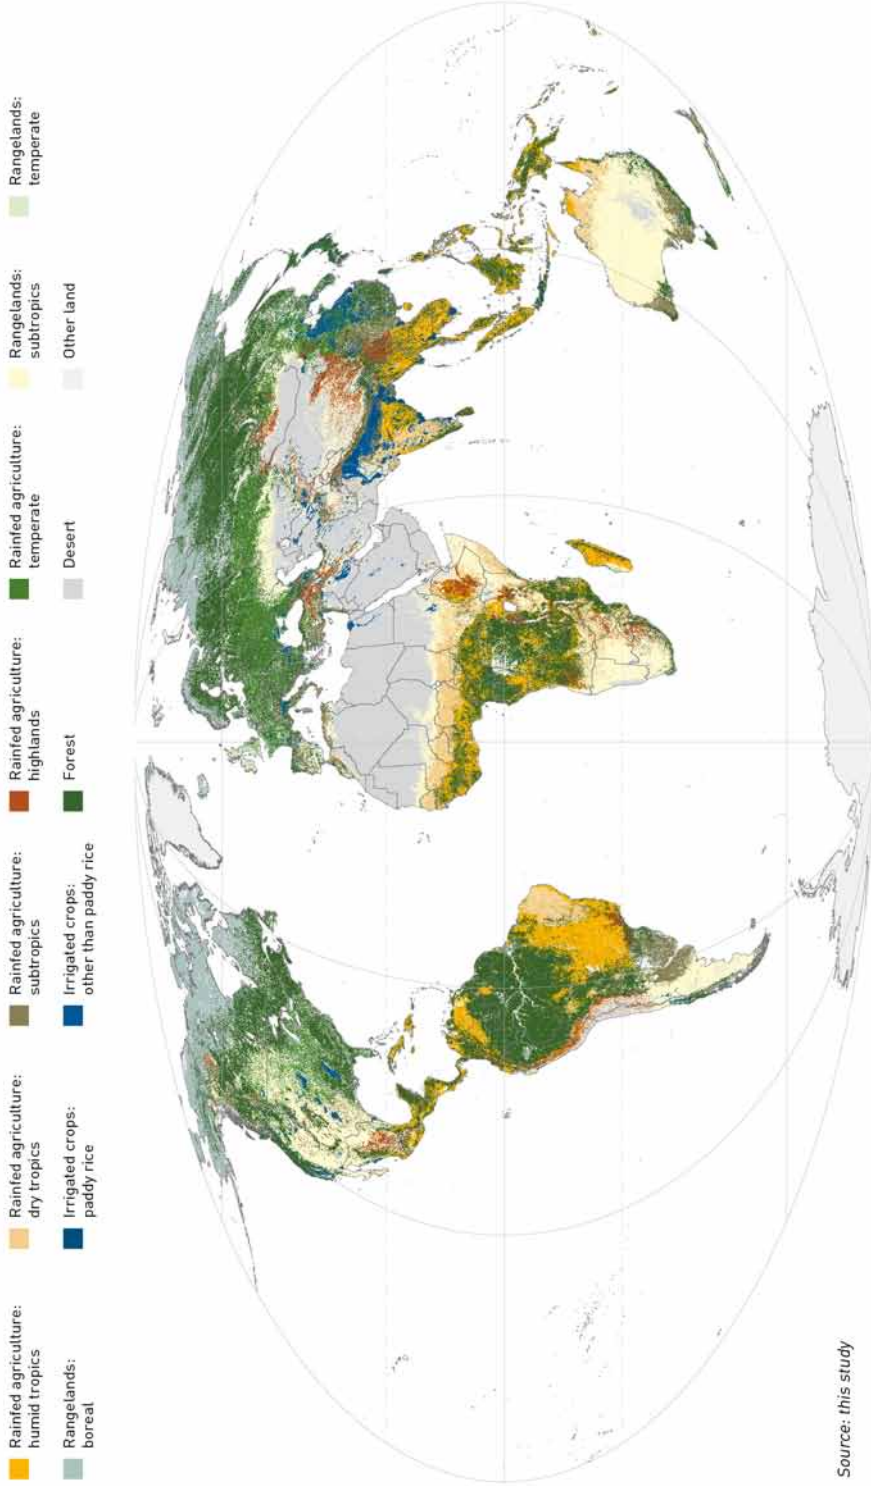 Rainfed agriculture:
humid tropics
Rainfed agriculture:
dry tropics
Rainfed agriculture:
subtropics
Rainfed agriculture:
highlands
Rainfed agriculture:
temperate
Rangelands:
subtropics
Rangelands:
temperate
Rangelands:
boreal
Irrigated crops:
paddy rice
Irrigated crops:
other than paddy rice
Forest
Desert
Other land
Source: this study